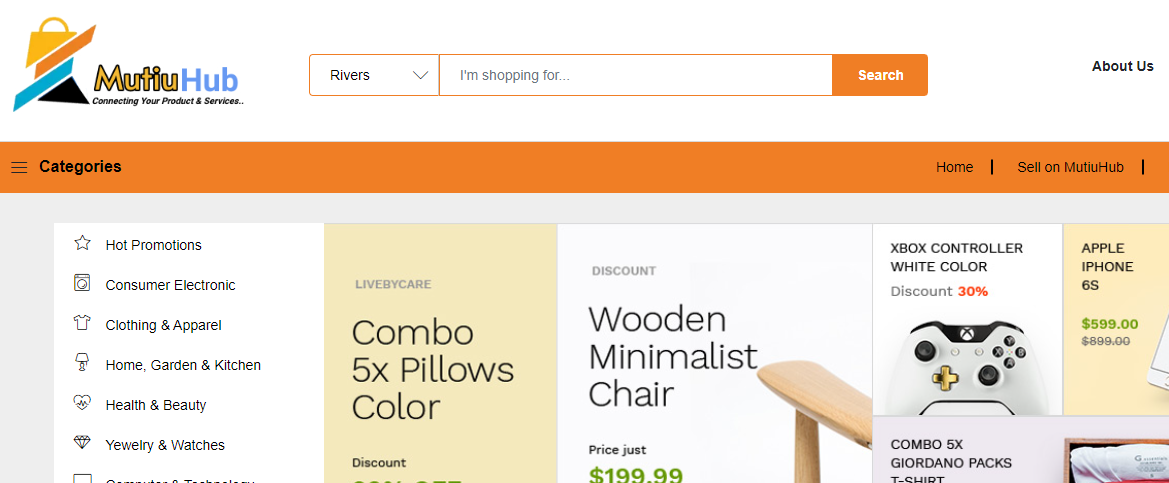 MutiuHub
Connecting Your Product & Services..
Rivers
I'm shopping for...
Search
About Us
Categories
Home
Sell on MutiuHub
Hot Promotions
Consumer Electronic
Clothing & Apparel
Home, Garden & Kitchen
Health & Beauty
Yewelry & Watches
Computer & Technology
LIVEBYCARE
Combo
5x Pillows
Color
Discount
DISCOUNT
Wooden
Minimalist
Chair
Price just
$199.99
XBOX CONTROLLER
WHITE COLOR
Discount 30%
APPLE
IPHONE
6S
$599.00
$899.00
COMBO 5X
GIORDANO PACKS
T-SHIRT